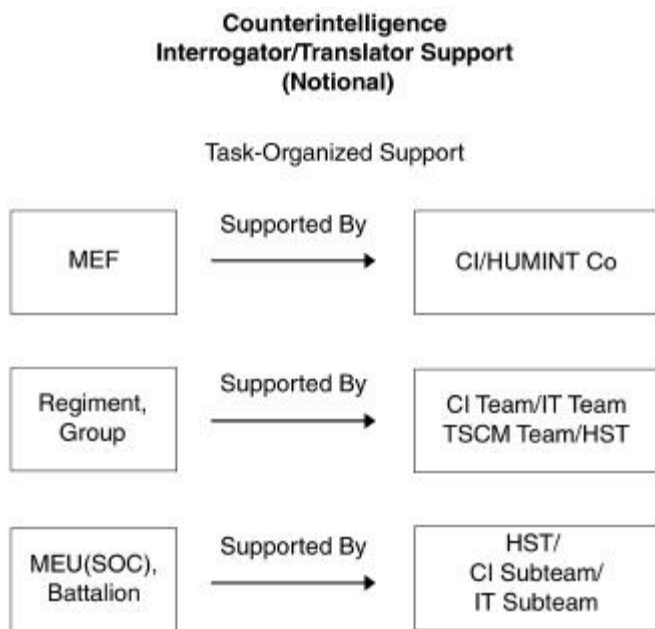 Counterintelligence
Interrogator/Translator Support
(Notional)
Task-Organized Support
MEF
Supported By
CI/HUMINT Co
Regiment,
Group
Supported By
CI Team/IT Team
TSCM Team/HST
MEU(SOC),
Battalion
Supported By
HST/
CI Subteam/
IT Subteam